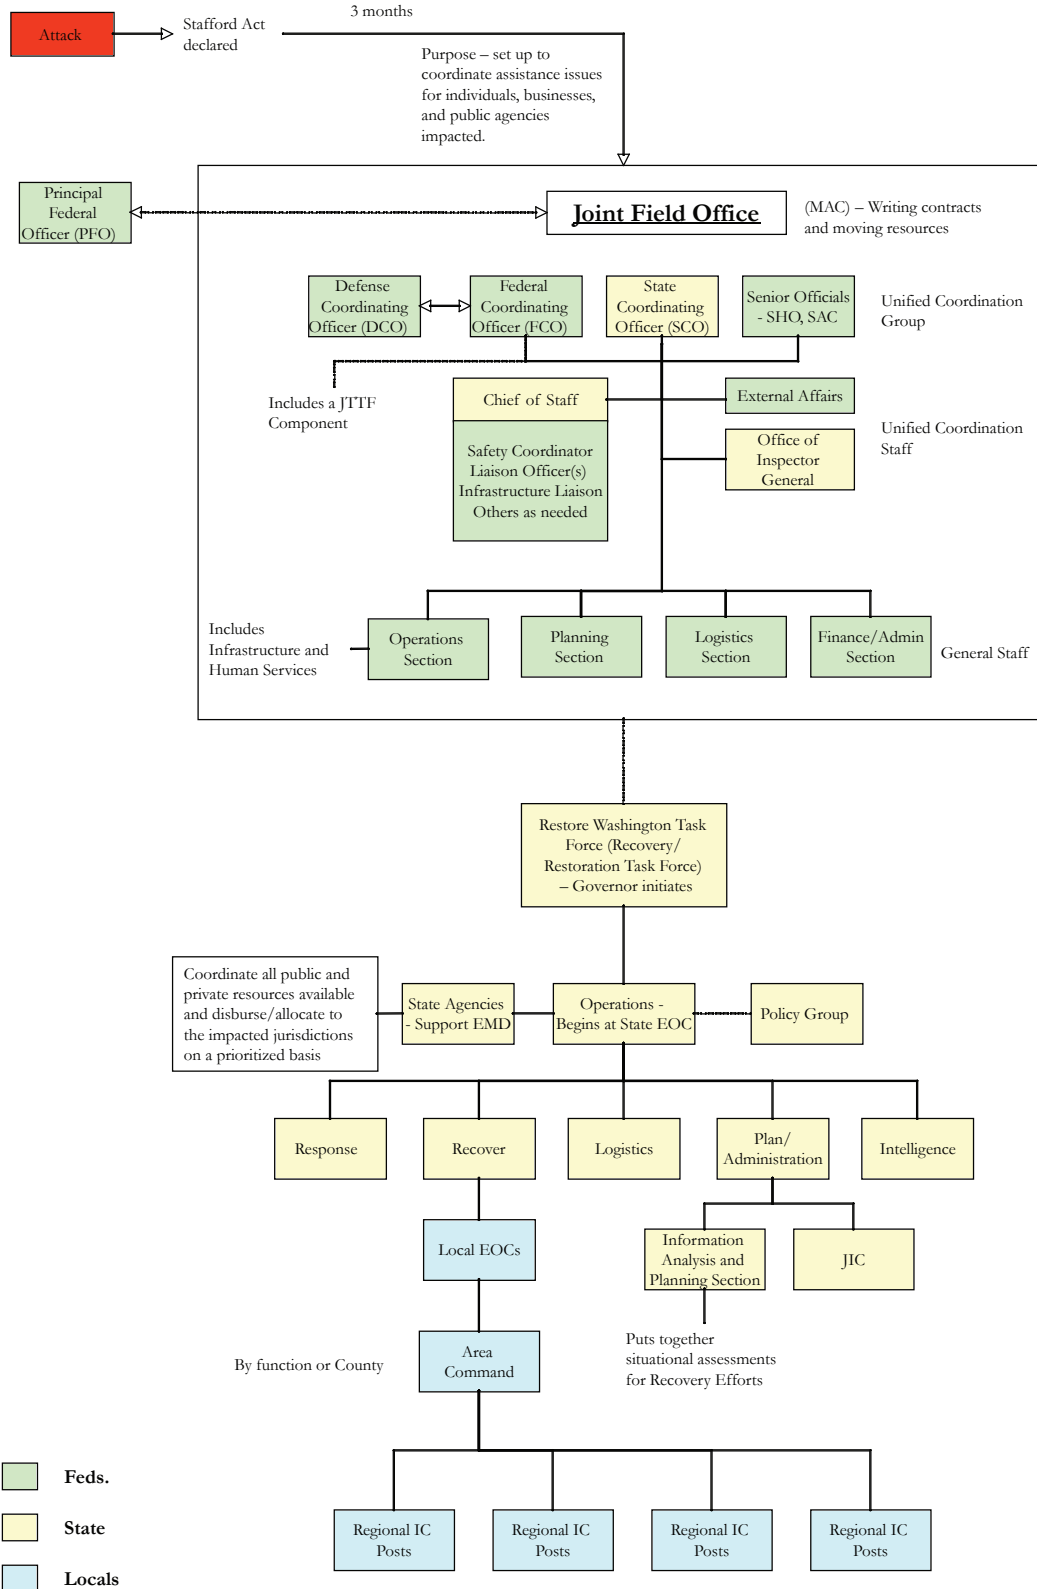 3 months
Attack
Stafford Act
declared
Purpose – set up to
coordinate assistance issues
for individuals, businesses,
and public agencies
impacted.
Principal
Federal
Officer (PFO)
Joint Field Office
(MAC) – Writing contracts
and moving resources
Defense
Coordinating
Officer (DCO)
Federal
Coordinating
Officer (FCO)
State
Coordinating
Officer (SCO)
Senior Officials
- SHO, SAC
Unified Coordination
Group
Includes a JTTF
Component
Chief of Staff
Safety Coordinator
Liaison Officer(s)
Infrastructure Liaison
Others as needed
External Affairs
Office of
Inspector
General
Unified Coordination
Staff
Includes
Infrastructure and
Human Services
Operations
Section
Planning
Section
Logistics
Section
Finance/Admin
Section
General Staff
Restore Washington Task
Force (Recovery/
Restoration Task Force)
– Governor initiates
Coordinate all public and
private resources available
and disburse/allocate to
the impacted jurisdictions
on a prioritized basis
State Agencies
- Support EMD
Operations -
Begins at State EOC
Policy Group
Response
Recover
Logistics
Plan/
Administration
Intelligence
Local EOCs
Information
Analysis and
Planning Section
JIC
Puts together
situational assessments
for Recovery Efforts
By function or County
Area
Command
Regional IC
Posts
Regional IC
Posts
Regional IC
Posts
Regional IC
Posts
Feds.
State
Locals